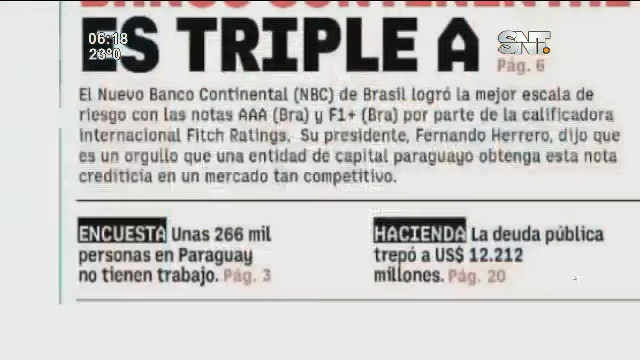 BANCO CONTINENTAL
ES TRIPLE A
Pág. 6
06:18
23º0
SNT
El Nuevo Banco Continental (NBC) de Brasil logró la mejor escala de
riesgo con las notas AAA (Bra) y F1+ (Bra) por parte de la calificadora
internacional Fitch Ratings. Su presidente, Fernando Herrero, dijo que
es un orgullo que una entidad de capital paraguayo obtenga esta nota
crediticia en un mercado tan competitivo.
ENCUESTA Unas 266 mil
personas en Paraguay
no tienen trabajo. Pág. 3
HACIENDA La deuda pública
trepó a US$ 12.212
millones. Pág. 20